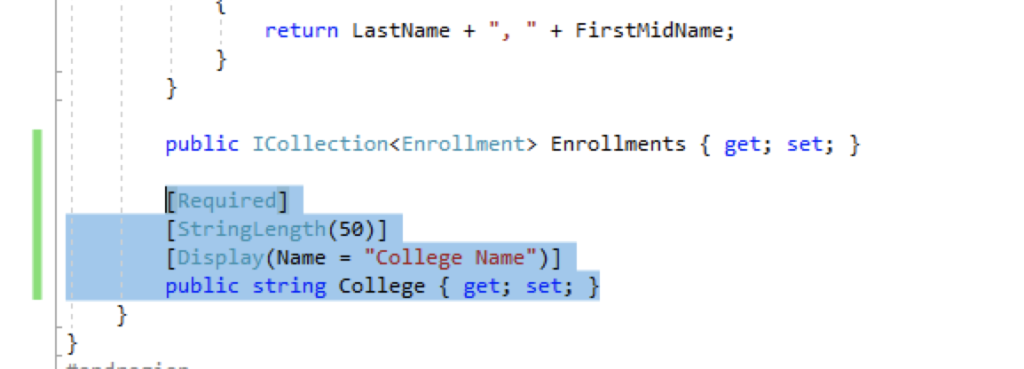 {
return LastName + ", " + FirstMidName;
}
}
public ICollection<Enrollment> Enrollments { get; set; }
[Required]
[StringLength(50)]
[Display(Name = "College Name")]
public string College { get; set; }
}
}